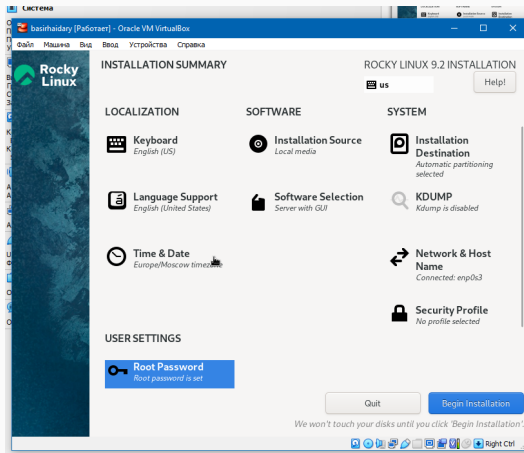 Система
basirhaidary [Работает] - Oracle VM VirtualBox
Файл Машина Вид Ввод Устройства Справка
Rocky
Linux
INSTALLATION SUMMARY
ROCKY LINUX 9.2 INSTALLATION
us
Help!
LOCALIZATION
SOFTWARE
SYSTEM
Keyboard
English (US)
Installation Source
Local media
Installation
Destination
Automatic partitioning
selected
Language Support
English (United States)
Software Selection
Server with GUI
KDUMP
Kdump is disabled
Time & Date
Europe/Moscow timezone
Network & Host
Name
Connected: enp0s3
Security Profile
No profile selected
USER SETTINGS
Root Password
Root password is set
Quit
Begin Installation
We won't touch your disks until you click 'Begin Installation'.
Right Ctrl